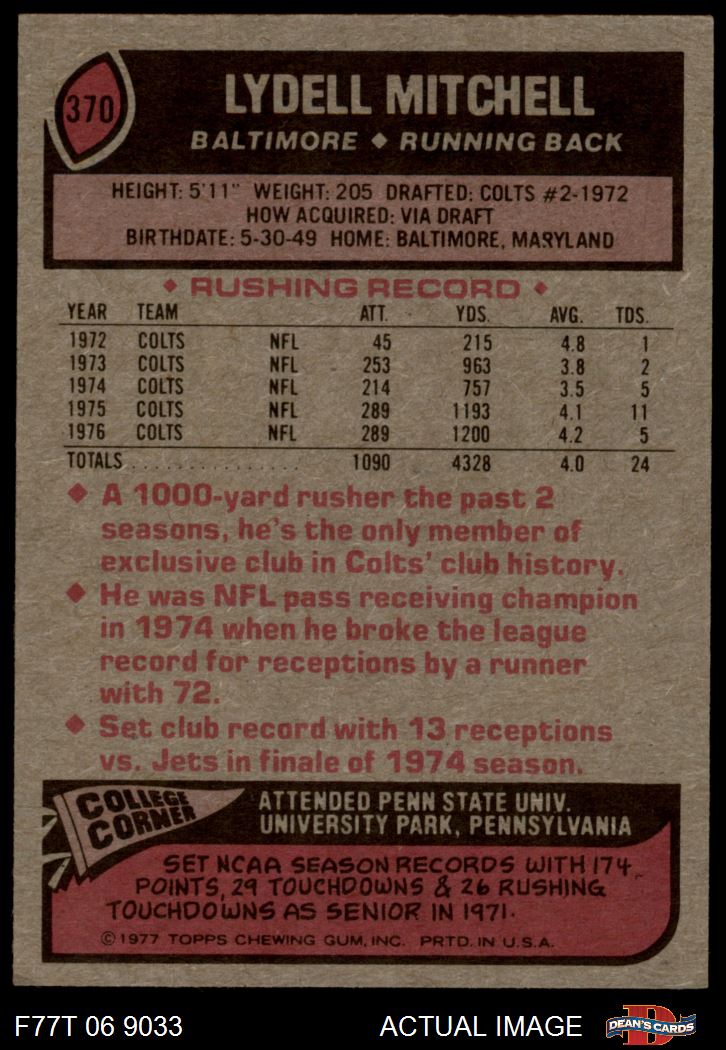 370
LYDELL MITCHELL
BALTIMORE ◆ RUNNING BACK
HEIGHT: 5'11" WEIGHT: 205 DRAFTED: COLTS #2-1972
HOW ACQUIRED: VIA DRAFT
BIRTHDATE: 5-30-49 HOME: BALTIMORE, MARYLAND
◆ RUSHING RECORD ◆
YEAR TEAM ATT. YDS. AVG. TDS.
1972 COLTS NFL 45 215 4.8 1
1973 COLTS NFL 253 963 3.8 2
1974 COLTS NFL 214 757 3.5 5
1975 COLTS NFL 289 1193 4.1 11
1976 COLTS NFL 289 1200 4.2 5
TOTALS . . . . . . . . . . . . . . . 1090 4328 4.0 24
◆ A 1000-yard rusher the past 2
seasons, he's the only member of
exclusive club in Colts' club history.
◆ He was NFL pass receiving champion
in 1974 when he broke the league
record for receptions by a runner
with 72.
◆ Set club record with 13 receptions
vs. Jets in finale of 1974 season.
COLLEGE
CORNER
ATTENDED PENN STATE UNIV.
UNIVERSITY PARK, PENNSYLVANIA
SET NCAA SEASON RECORDS WITH 174
POINTS, 29 TOUCHDOWNS & 26 RUSHING
TOUCHDOWNS AS SENIOR IN 1971.
©1977 TOPPS CHEWING GUM, INC. PRTD. IN U.S.A.
F77T 06 9033 ACTUAL IMAGE
D
DEAN'S CARDS